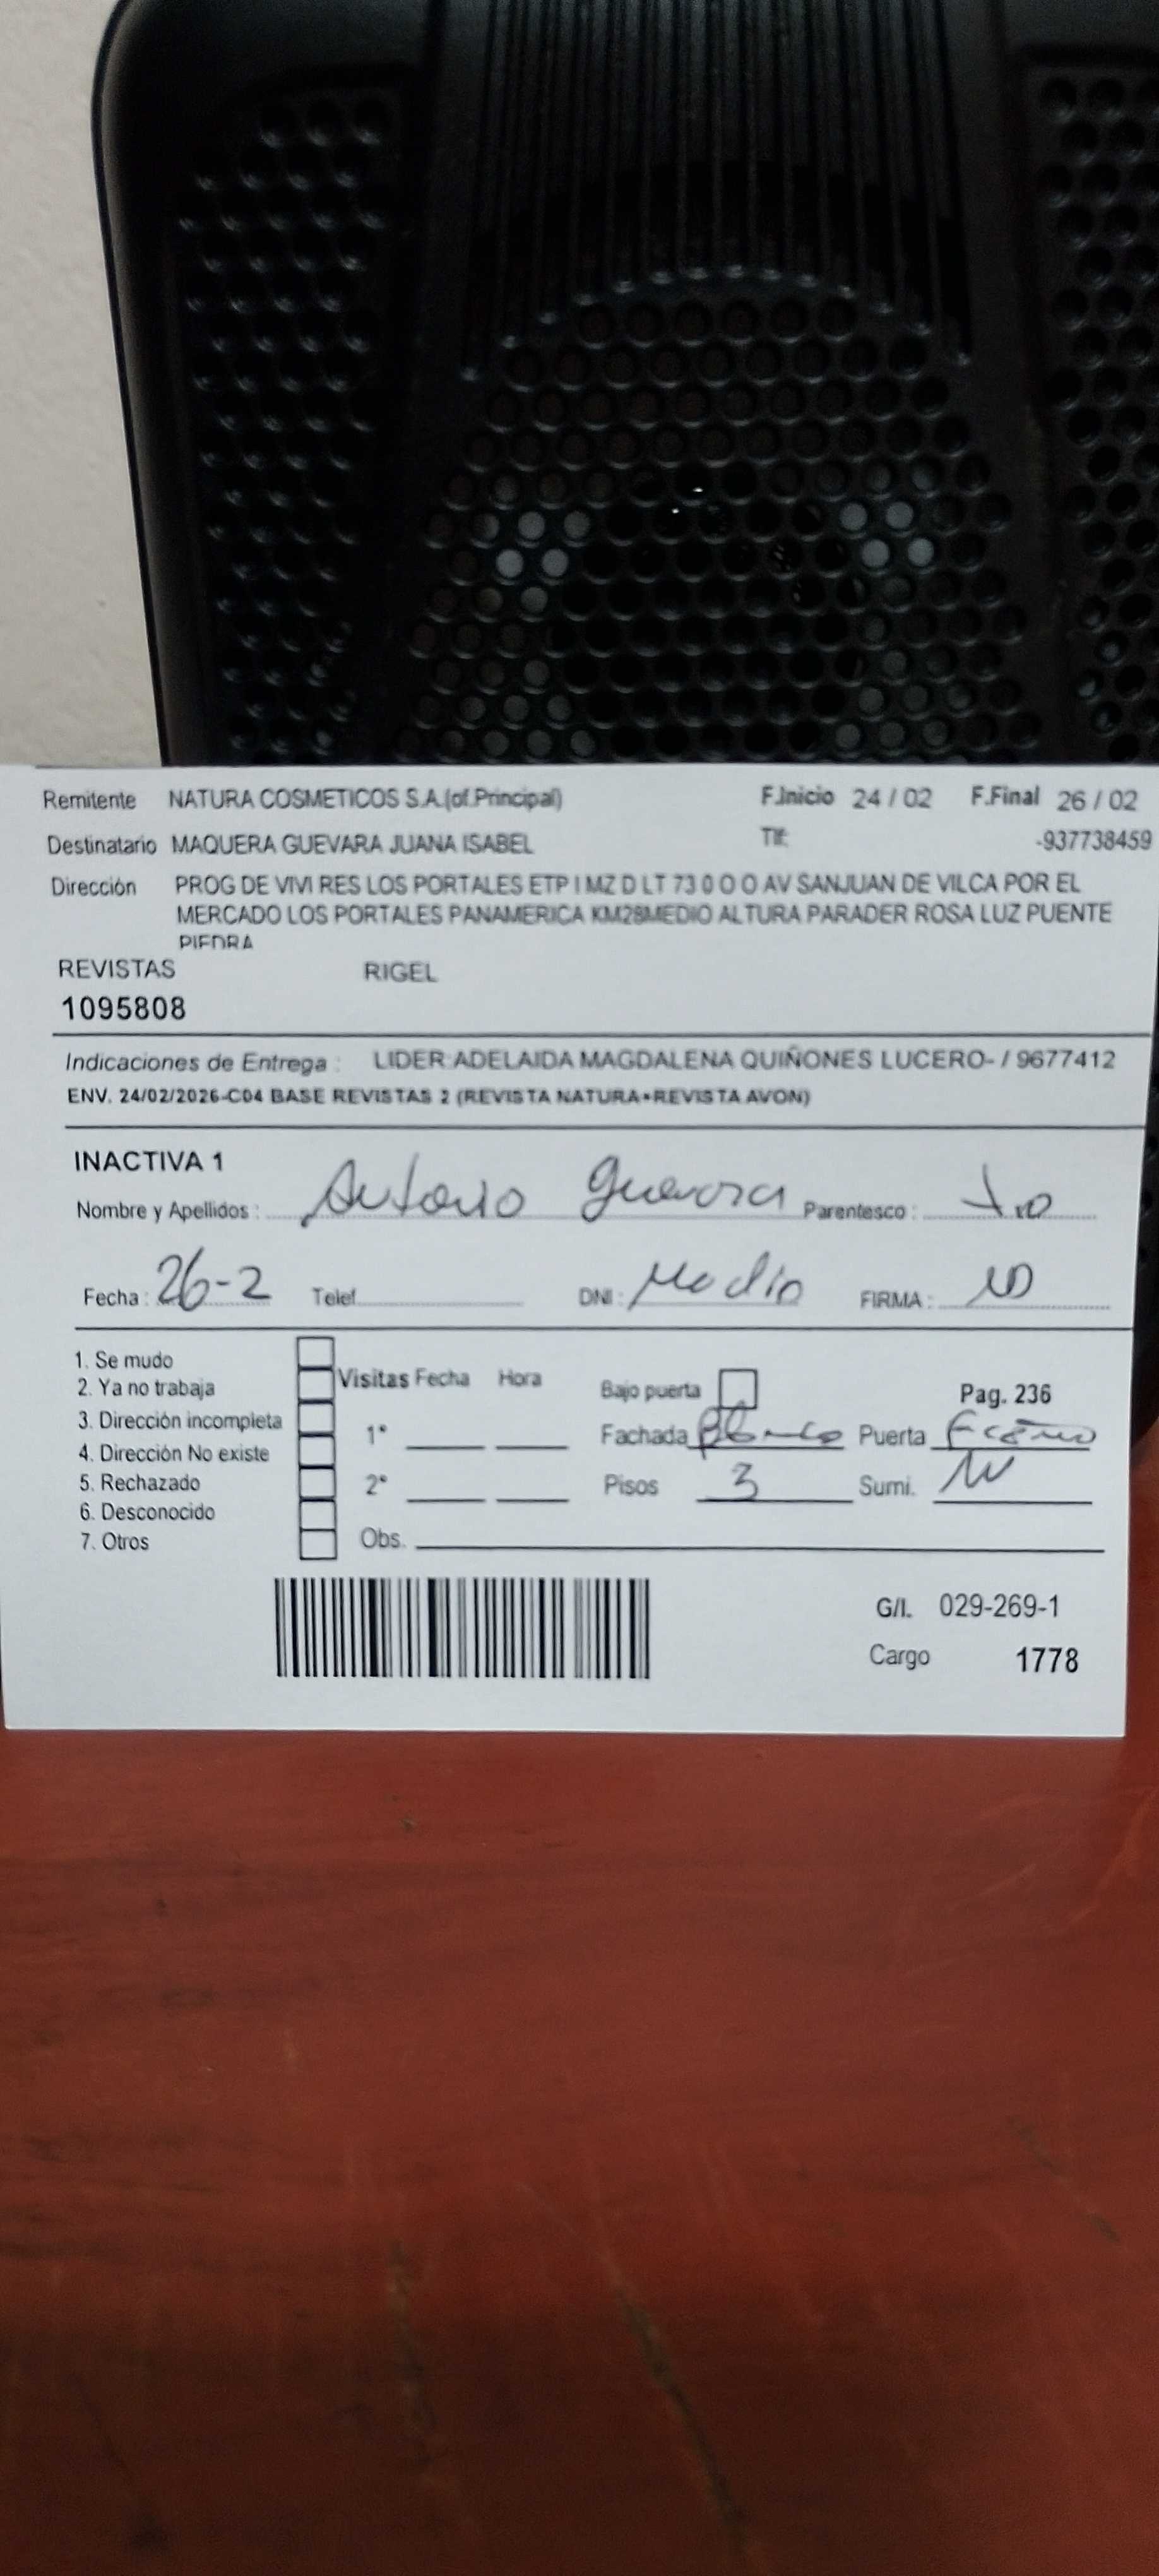 Remitente NATURA COSMETICOS S.A.(of.Principal) F.Inicio 24 / 02 F.Final 26 / 02
Destinatario MAQUERA GUEVARA JUANA ISABEL Tlf: -937738459
Dirección PROG DE VIVI RES LOS PORTALES ETP I MZ D LT 73 0 0 O O AV SANJUAN DE VILCA POR EL
MERCADO LOS PORTALES PANAMERICA KM28MEDIO ALTURA PARADER ROSA LUZ PUENTE
PIEDRA
REVISTAS RIGEL
1095808
Indicaciones de Entrega : LIDER:ADELAIDA MAGDALENA QUIÑONES LUCERO- / 9677412
ENV. 24/02/2026-C04 BASE REVISTAS 2 (REVISTA NATURA+REVISTA AVON)
INACTIVA 1
Nombre y Apellidos : Antonio Guevara Parentesco : Tio
Fecha : 26-2 Telef. DNI : FIRMA :
1. Se mudo
2. Ya no trabaja
3. Dirección incompleta
4. Dirección No existe
5. Rechazado
6. Desconocido
7. Otros
Visitas Fecha Hora
1°
2°
Obs.
Bajo puerta Pag. 236
Fachada Blanco Puerta
Pisos 3 Sumi.
G/I. 029-269-1
Cargo 1778